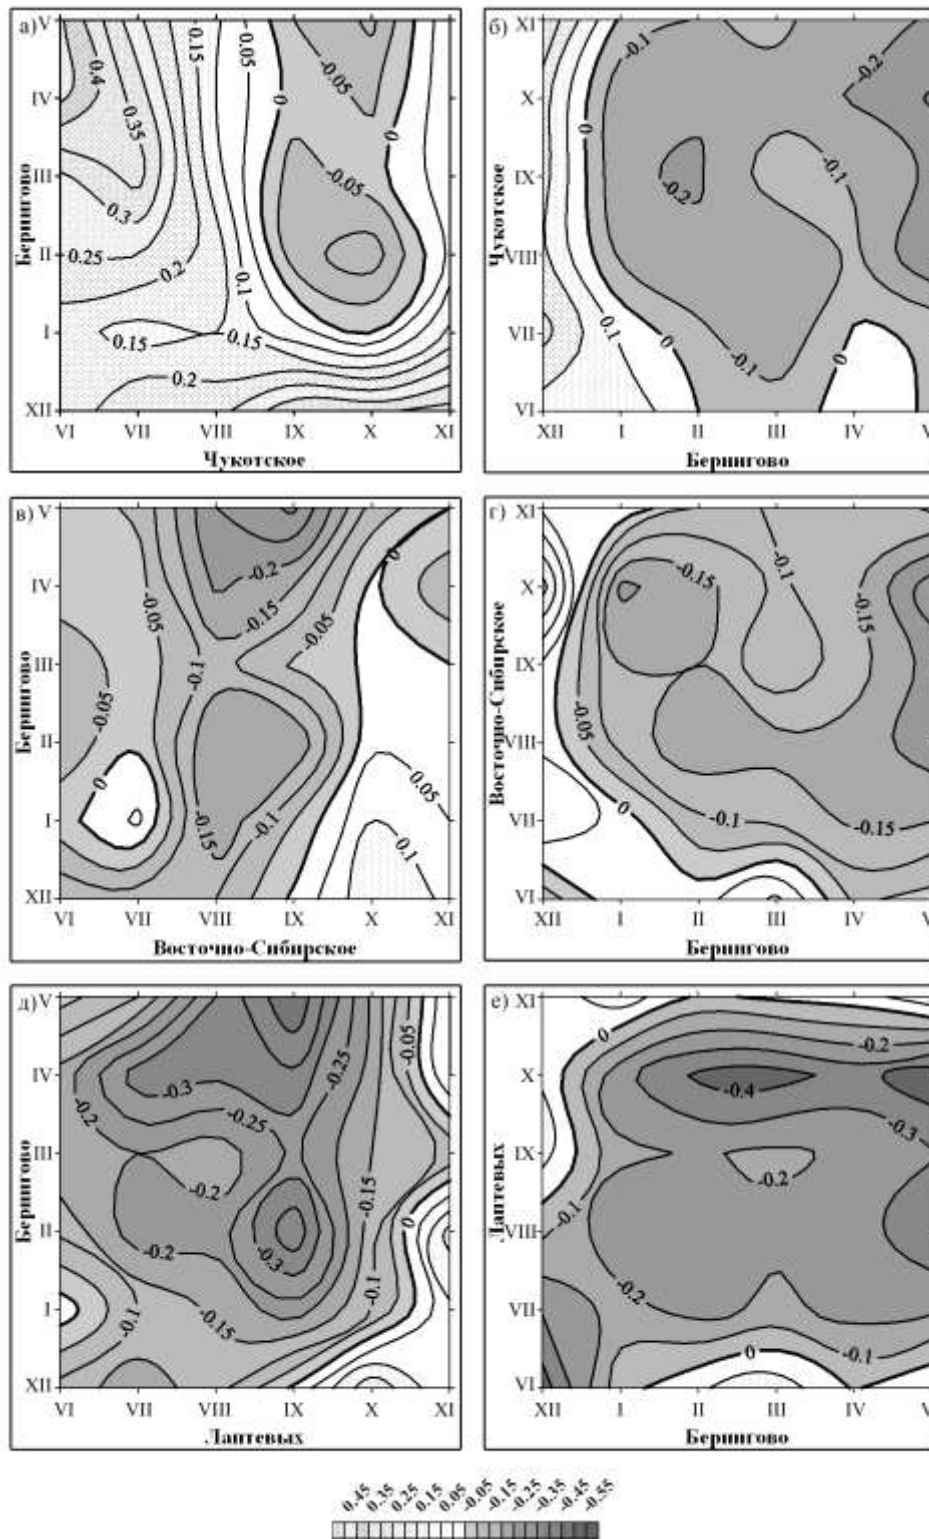 а)
V
IV
III
II
I
XII
Берингово
0.4
0.35
0.3
0.25
0.2
0.15
0.15
0.05
0.1
0.15
0.2
0
-0.05
-0.05
0
VI VII VIII IX X XI
Чукотское
б)
XI
X
IX
VIII
VII
VI
Чукотское
-0.1
-0.2
0
-0.2
-0.1
0.1
0
-0.1
0
XII I II III IV V
Берингово
в)
V
IV
III
II
I
XII
Берингово
-0.05
-0.2
-0.15
-0.05
0
-0.1
-0.05
0
-0.15
-0.1
0.05
0.1
VI VII VIII IX X XI
Восточно-Сибирское
г)
XI
X
IX
VIII
VII
VI
Восточно-Сибирское
-0.15
-0.1
-0.15
-0.05
0
-0.1
-0.15
XII I II III IV V
Берингово
д)
V
IV
III
II
I
XII
Берингово
-0.05
-0.25
-0.3
-0.2
-0.25
-0.2
-0.15
0
-0.2
-0.3
-0.1
-0.15
-0.1
VI VII VIII IX X XI
Лаптевых
е)
XI
X
IX
VIII
VII
VI
Лаптевых
0
-0.2
-0.4
-0.3
-0.2
-0.1
-0.2
0
-0.1
XII I II III IV V
Берингово
0.45 0.35 0.25 0.15 0.05 -0.05 -0.15 -0.25 -0.35 -0.45 -0.55